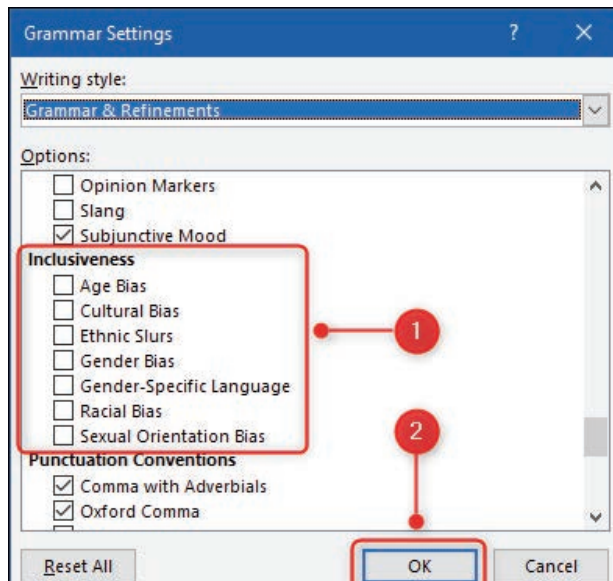 Grammar Settings
? ×
Writing style:
Grammar & Refinements
Options:
Opinion Markers
Slang
Subjunctive Mood
Inclusiveness
Age Bias
Cultural Bias
Ethnic Slurs
Gender Bias
Gender-Specific Language
Racial Bias
Sexual Orientation Bias
1
2
Punctuation Conventions
Comma with Adverbials
Oxford Comma
Reset All
OK
Cancel